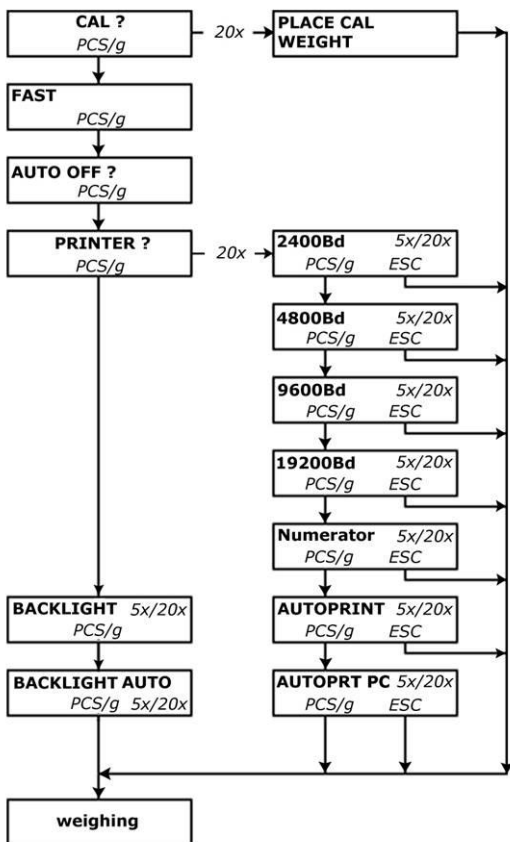 CAL ?
PCS/g
20x
PLACE CAL
WEIGHT
FAST
PCS/g
AUTO OFF ?
PCS/g
PRINTER ?
PCS/g
20x
2400Bd 5x/20x
PCS/g ESC
4800Bd 5x/20x
PCS/g ESC
9600Bd 5x/20x
PCS/g ESC
19200Bd 5x/20x
PCS/g ESC
Numerator 5x/20x
PCS/g ESC
BACKLIGHT 5x/20x
PCS/g
AUTOPRINT 5x/20x
PCS/g ESC
BACKLIGHT AUTO
PCS/g 5x/20x
AUTOPRT PC 5x/20x
PCS/g ESC
weighing